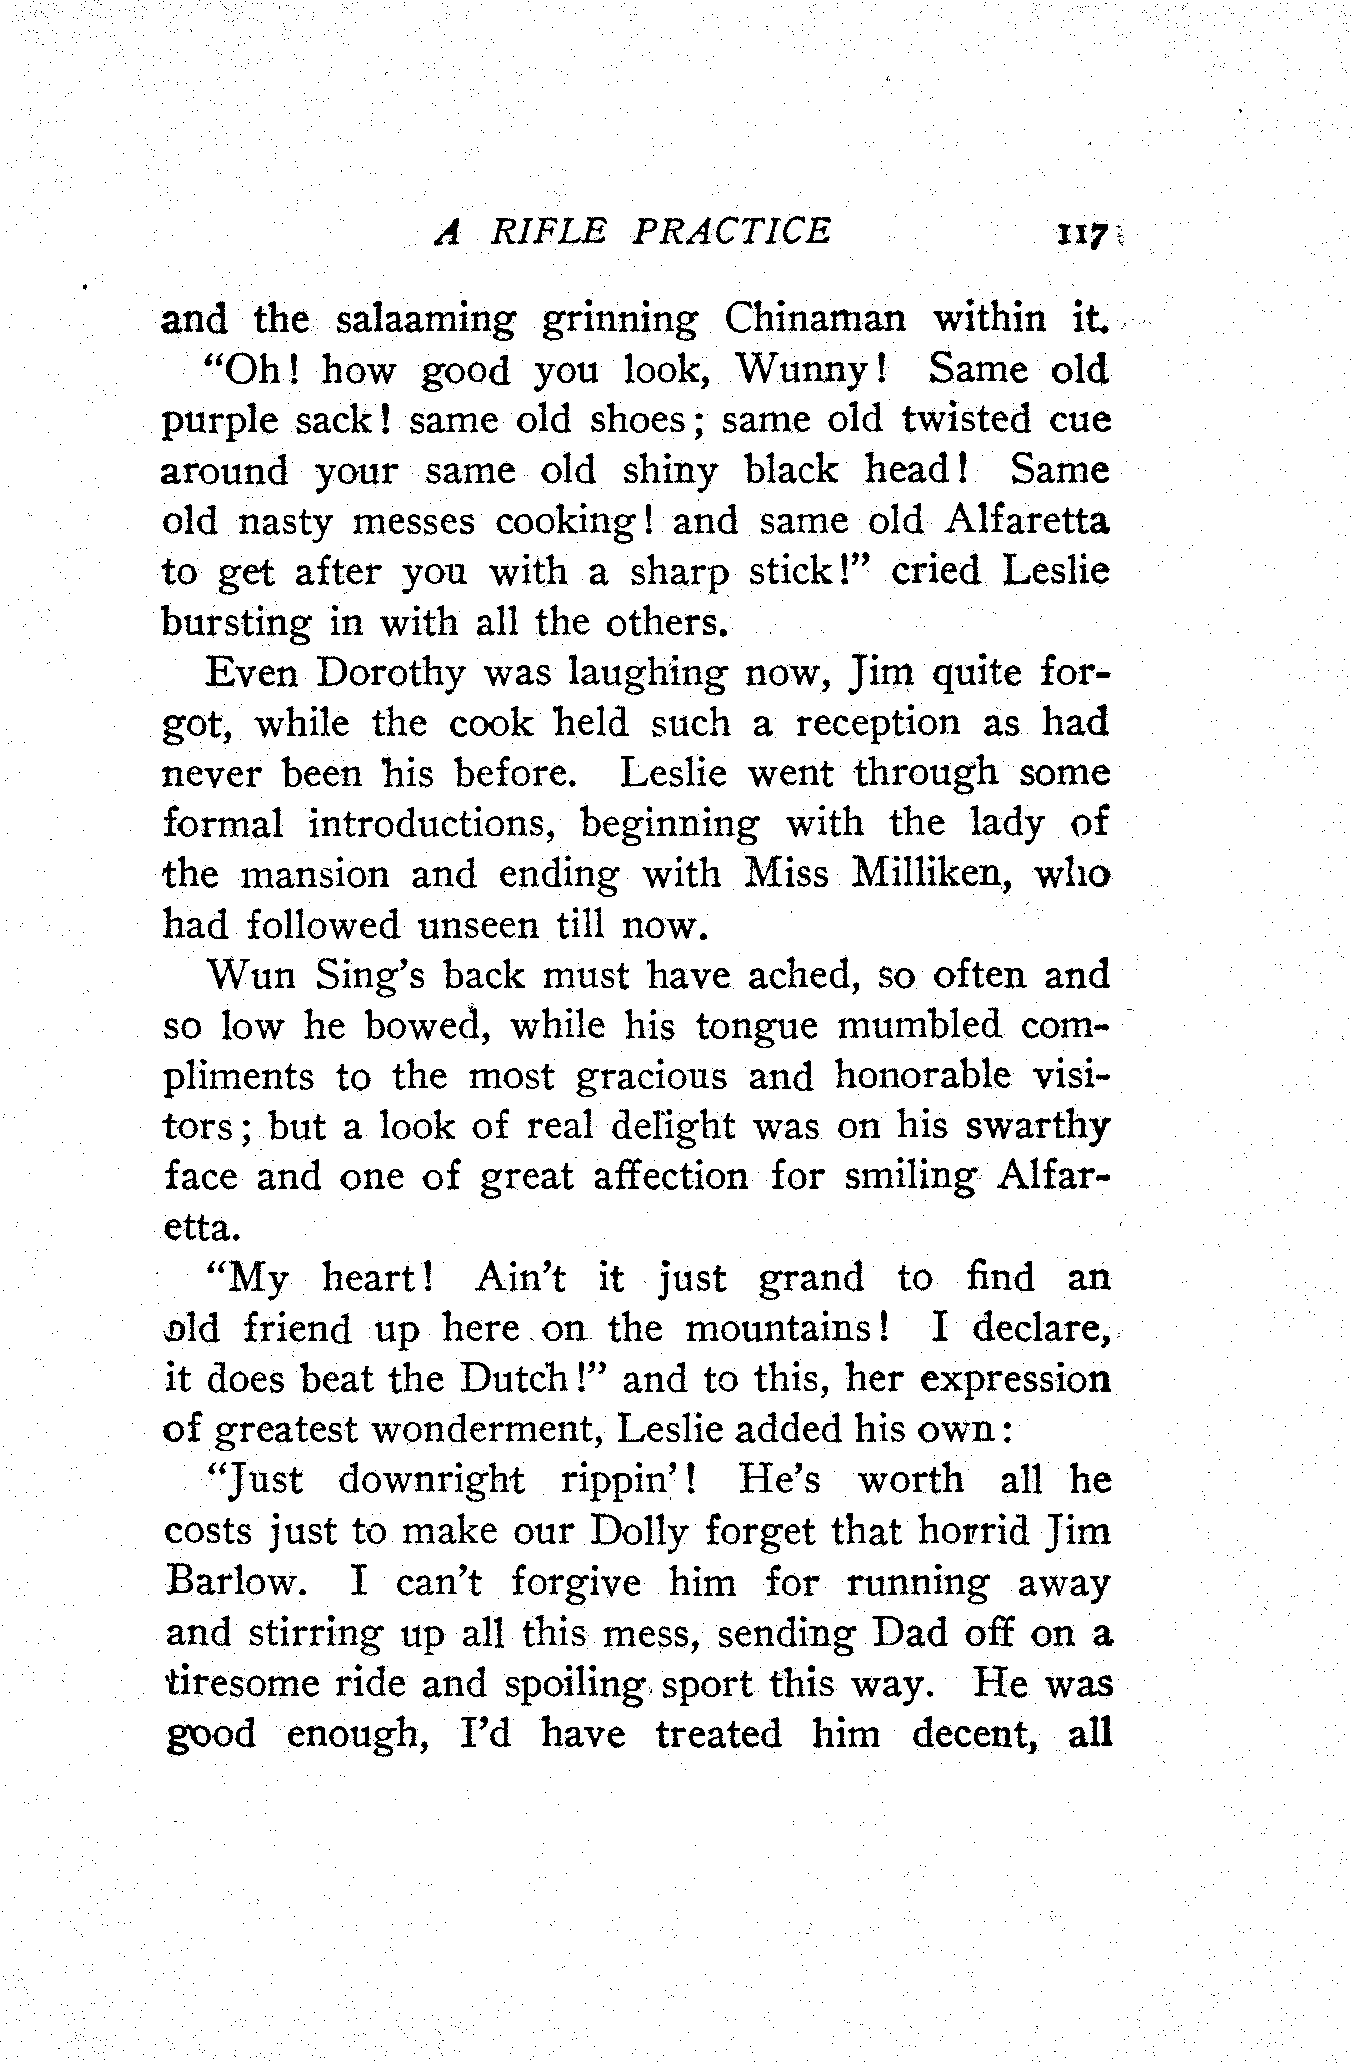 A RIFLE PRACTICE 117
and the salaaming grinning Chinaman within it.
“Oh! how good you look, Wunny! Same old
purple sack! same old shoes; same old twisted cue
around your same old shiny black head! Same
old nasty messes cooking! and same old Alfaretta
to get after you with a sharp stick!” cried Leslie
bursting in with all the others.
Even Dorothy was laughing now, Jim quite for-
got, while the cook held such a reception as had
never been his before. Leslie went through some
formal introductions, beginning with the lady of
the mansion and ending with Miss Milliken, who
had followed unseen till now.
Wun Sing’s back must have ached, so often and
so low he bowed, while his tongue mumbled com-
pliments to the most gracious and honorable visi-
tors; but a look of real delight was on his swarthy
face and one of great affection for smiling Alfar-
etta.
“My heart! Ain’t it just grand to find an
old friend up here on the mountains! I declare,
it does beat the Dutch!” and to this, her expression
of greatest wonderment, Leslie added his own:
“Just downright rippin’! He’s worth all he
costs just to make our Dolly forget that horrid Jim
Barlow. I can’t forgive him for running away
and stirring up all this mess, sending Dad off on a
tiresome ride and spoiling sport this way. He was
good enough, I’d have treated him decent, all